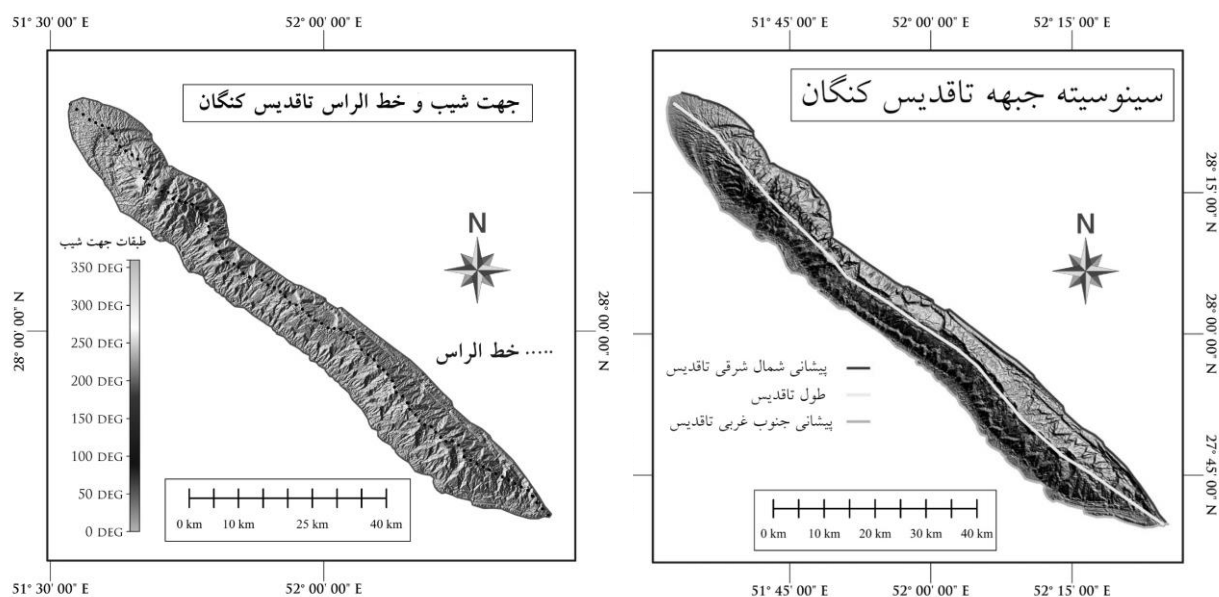 51° 30' 00" E
52° 00' 00" E
جهت شیب و خط الراس تاقدیس کنگان
N
طبقات جهت شیب
350 DEG
300 DEG
250 DEG
200 DEG
150 DEG
100 DEG
50 DEG
0 DEG
28° 00' 00" N
28° 00' 00" N
خط الراس
0 km 10 km 25 km 40 km
51° 30' 00" E
52° 00' 00" E
51° 45' 00" E
52° 00' 00" E
52° 15' 00" E
سینوسیته جبهه تاقدیس کنگان
28° 15' 00" N
N
28° 00' 00" N
پیشانی شمال شرقی تاقدیس
طول تاقدیس
پیشانی جنوب غربی تاقدیس
27° 45' 00" N
0 km 10 km 20 km 30 km 40 km
51° 45' 00" E
52° 00' 00" E
52° 15' 00" E